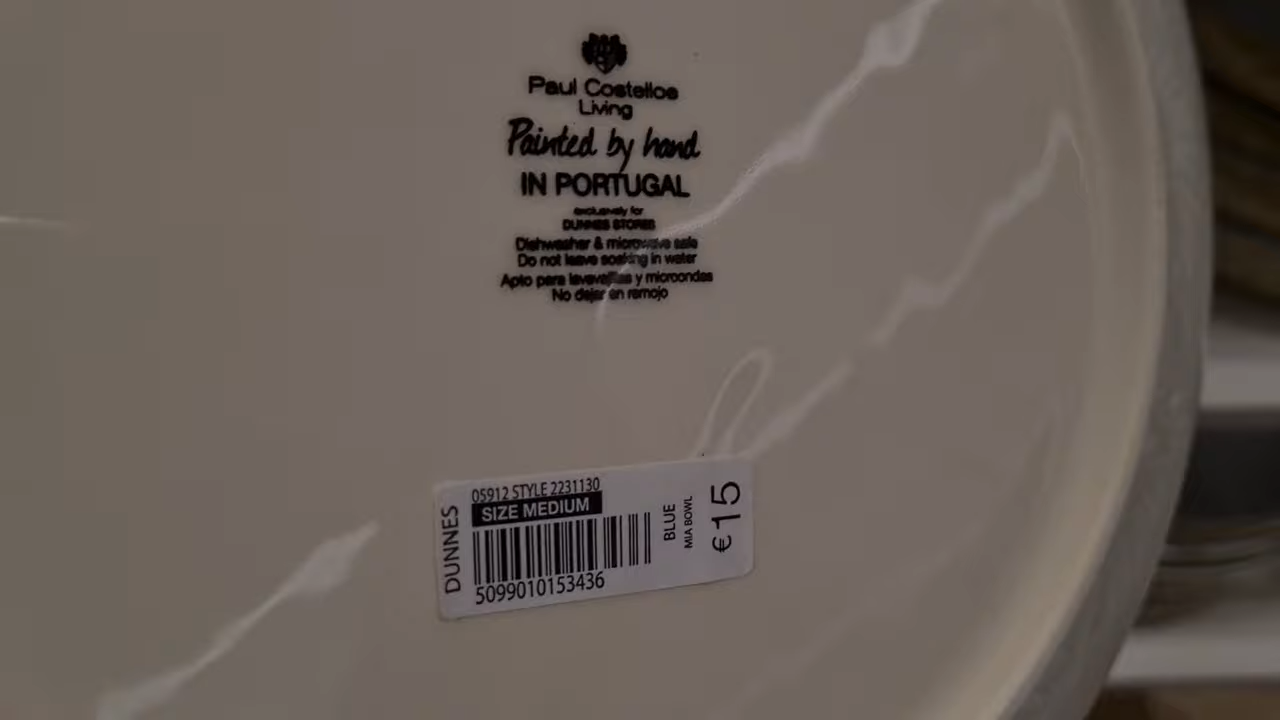 Paul Costelloe
Living
Painted by hand
IN PORTUGAL
exclusively for
DUNNES STORES
Dishwasher & microwave safe
Do not leave soaking in water
Apto para lavavajillas y microondas
No dejar en remojo
DUNNES
05912 STYLE 2231130
SIZE MEDIUM
5099010153436
BLUE
MIA BOWL
€15